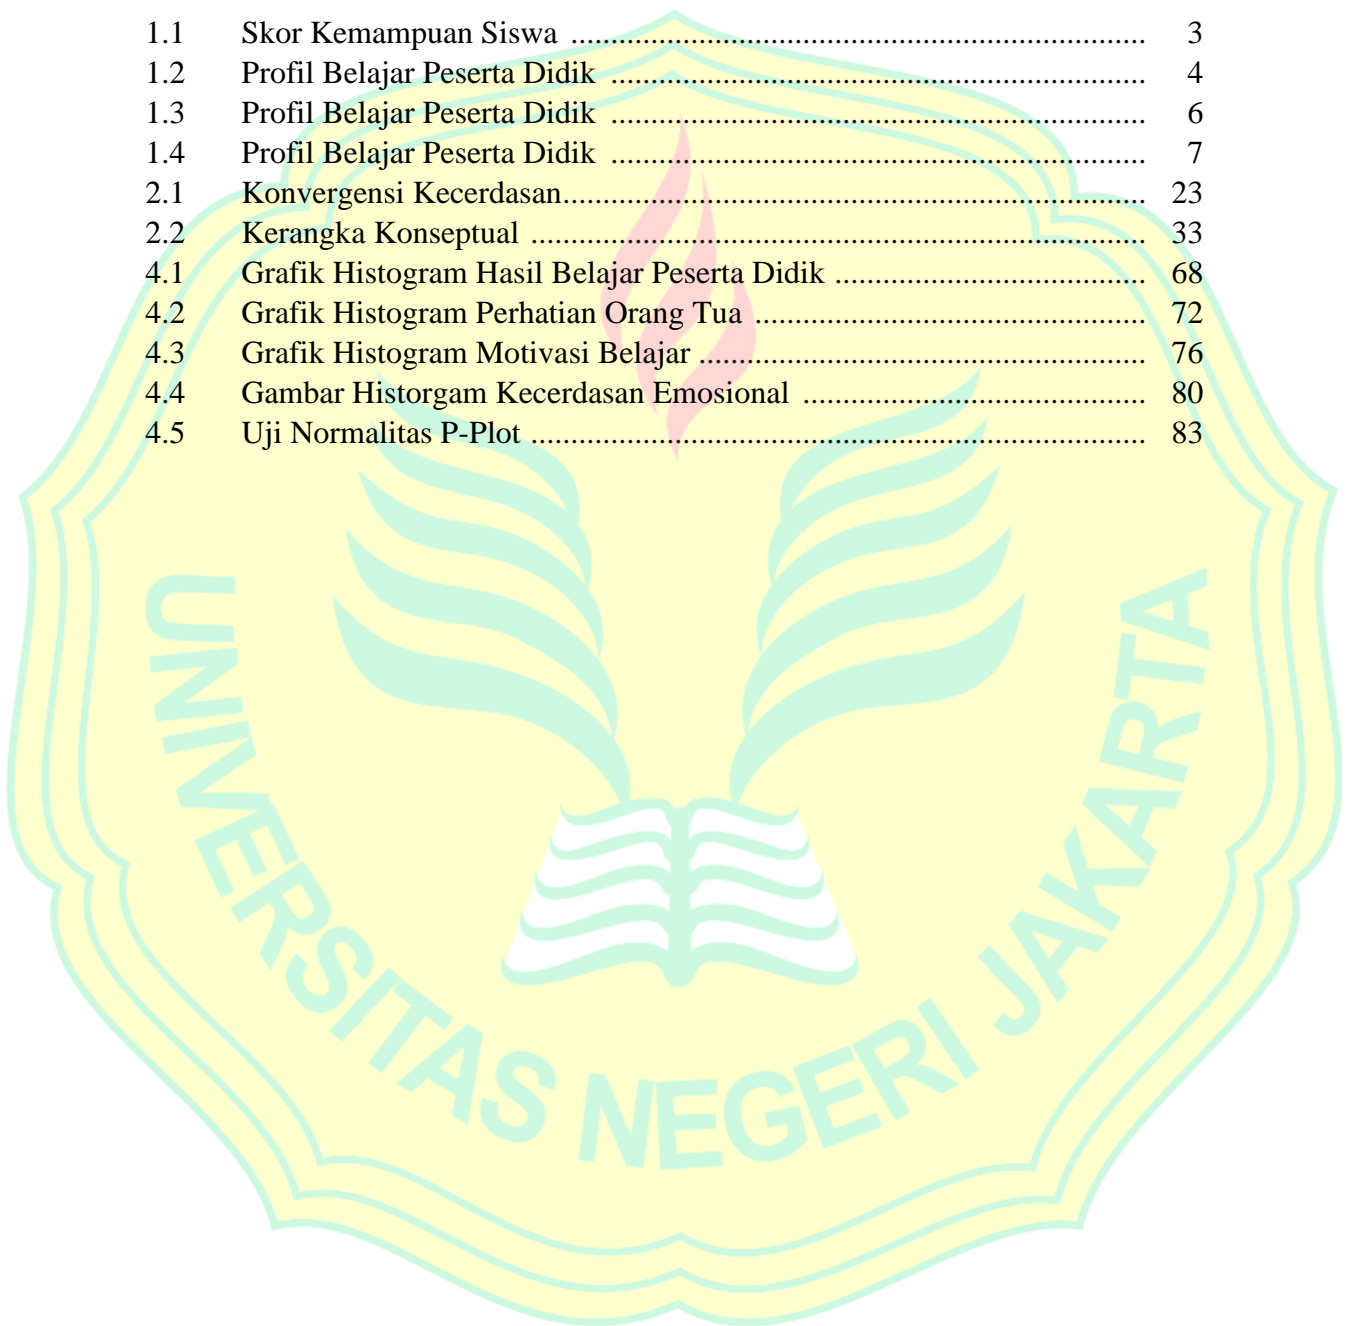 1.1 Skor Kemampuan Siswa ........................................................................ 3
1.2 Profil Belajar Peserta Didik ................................................................... 4
1.3 Profil Belajar Peserta Didik ................................................................... 6
1.4 Profil Belajar Peserta Didik ................................................................... 7
2.1 Konvergensi Kecerdasan......................................................................... 23
2.2 Kerangka Konseptual ............................................................................. 33
4.1 Grafik Histogram Hasil Belajar Peserta Didik ....................................... 68
4.2 Grafik Histogram Perhatian Orang Tua ................................................. 72
4.3 Grafik Histogram Motivasi Belajar ........................................................ 76
4.4 Gambar Historgam Kecerdasan Emosional ........................................... 80
4.5 Uji Normalitas P-Plot ............................................................................. 83
UNIVERSITAS NEGERI JAKARTA